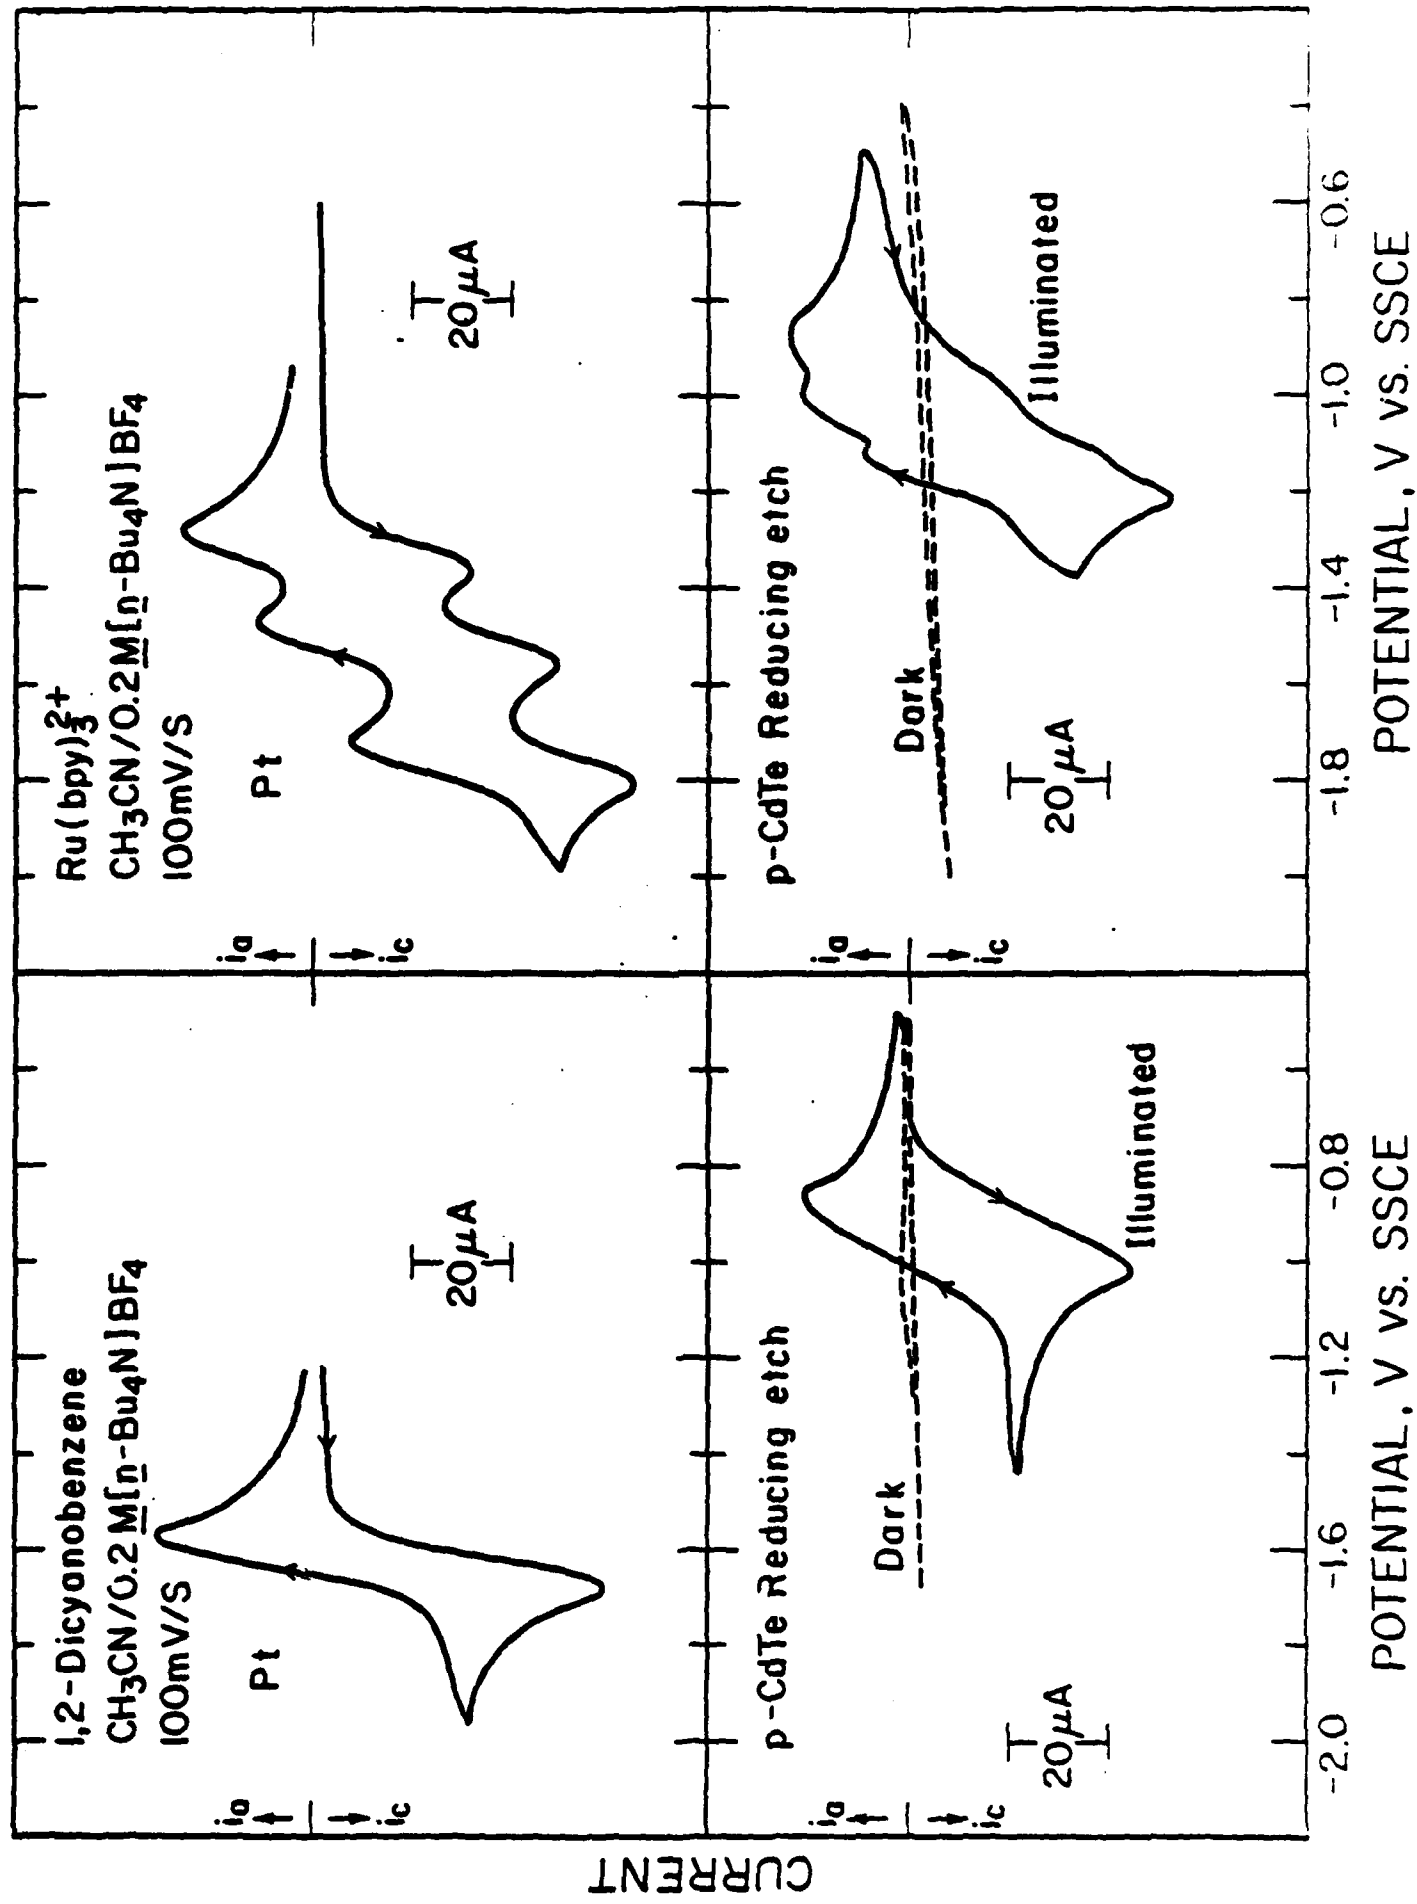 1,2-Dicyanobenzene
CH3CN/0.2M[n-Bu4N]BF4
100mV/S
Pt
ia
ic
20μA
Ru(bpy)3 2+
CH3CN/0.2M[n-Bu4N]BF4
100mV/S
Pt
ia
ic
20μA
p-CdTe Reducing etch
Dark
Illuminated
ia
ic
20μA
p-CdTe Reducing etch
Dark
Illuminated
ia
ic
20μA
CURRENT
-2.0 -1.6 -1.2 -0.8
-1.8 -1.4 -1.0 -0.6
POTENTIAL, V vs. SSCE
POTENTIAL, V vs. SSCE